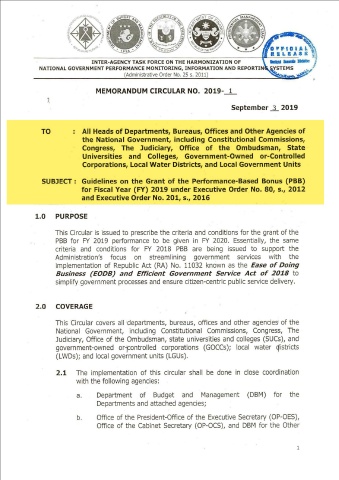 OFFICIAL
RELEASE
INTER-AGENCY TASK FORCE ON THE HARMONIZATION OF
NATIONAL GOVERNMENT PERFORMANCE MONITORING, INFORMATION AND REPORTING SYSTEMS
(Administrative Order No. 25 s. 2011)
MEMORANDUM CIRCULAR NO. 2019- 1
September 3 2019
TO : All Heads of Departments, Bureaus, Offices and Other Agencies of
the National Government, including Constitutional Commissions,
Congress, The Judiciary, Office of the Ombudsman, State
Universities and Colleges, Government-Owned or-Controlled
Corporations, Local Water Districts, and Local Government Units
SUBJECT : Guidelines on the Grant of the Performance-Based Bonus (PBB)
for Fiscal Year (FY) 2019 under Executive Order No. 80, s., 2012
and Executive Order No. 201, s., 2016
1.0 PURPOSE
This Circular is issued to prescribe the criteria and conditions for the grant of the
PBB for FY 2019 performance to be given in FY 2020. Essentially, the same
criteria and conditions for FY 2018 PBB are being issued to support the
Administration's focus on streamlining government services with the
implementation of Republic Act (RA) No. 11032 known as the Ease of Doing
Business (EODB) and Efficient Government Service Act of 2018 to
simplify government processes and ensure citizen-centric public service delivery.
2.0 COVERAGE
This Circular covers all departments, bureaus, offices and other agencies of the
National Government, including Constitutional Commissions, Congress, The
Judiciary, Office of the Ombudsman, state universities and colleges (SUCs), and
government-owned or-controlled corporations (GOCCs); local water districts
(LWDs); and local government units (LGUs).
2.1 The implementation of this circular shall be done in close coordination
with the following agencies:
a. Department of Budget and Management (DBM) for the
Departments and attached agencies;
b. Office of the President-Office of the Executive Secretary (OP-OES),
Office of the Cabinet Secretary (OP-OCS), and DBM for the Other
1